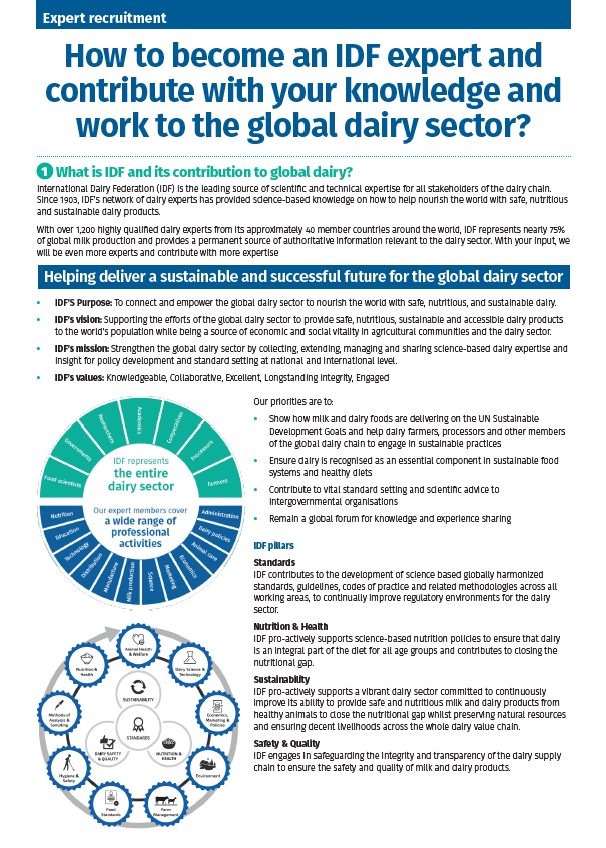 Expert recruitment
How to become an IDF expert and
contribute with your knowledge and
work to the global dairy sector?
1 What is IDF and its contribution to global dairy?
International Dairy Federation (IDF) is the leading source of scientific and technical expertise for all stakeholders of the dairy chain.
Since 1903, IDF's network of dairy experts has provided science-based knowledge on how to help nourish the world with safe, nutritious
and sustainable dairy products.
With over 1,200 highly qualified dairy experts from its approximately 40 member countries around the world, IDF represents nearly 75%
of global milk production and provides a permanent source of authoritative information relevant to the dairy sector. With your input, we
will be even more experts and contribute with more expertise
Helping deliver a sustainable and successful future for the global dairy sector
• IDF'S Purpose: To connect and empower the global dairy sector to nourish the world with safe, nutritious, and sustainable dairy.
• IDF's vision: Supporting the efforts of the global dairy sector to provide safe, nutritious, sustainable and accessible dairy products
to the world's population while being a source of economic and social vitality in agricultural communities and the dairy sector.
• IDF's mission: Strengthen the global dairy sector by collecting, extending, managing and sharing science-based dairy expertise and
insight for policy development and standard setting at national and international level.
• IDF's values: Knowledgeable, Collaborative, Excellent, Longstanding integrity, Engaged
Food scientists
Governments
Researchers
Academics
Cooperatives
Processors
Farmers
IDF represents
the entire
dairy sector
Our expert members cover
a wide range of
professional
activities
Nutrition
Education
Technology
Distribution
Manufacture
Milk production
Science
Marketing
Economics
Animal care
Dairy policies
Administration
Animal Health
& Welfare
Dairy Science &
Technology
Economics,
Marketing &
Policies
Environment
Farm
Management
Food
Standards
Hygiene &
Safety
Methods of
Analysis &
Sampling
Nutrition &
Health
SUSTAINABILITY
STANDARDS
DAIRY SAFETY
& QUALITY
NUTRITION &
HEALTH
Our priorities are to:
• Show how milk and dairy foods are delivering on the UN Sustainable
Development Goals and help dairy farmers, processors and other members
of the global dairy chain to engage in sustainable practices
• Ensure dairy is recognised as an essential component in sustainable food
systems and healthy diets
• Contribute to vital standard setting and scientific advice to
intergovernmental organisations
• Remain a global forum for knowledge and experience sharing
IDF pillars
Standards
IDF contributes to the development of science based globally harmonized
standards, guidelines, codes of practice and related methodologies across all
working areas, to continually improve regulatory environments for the dairy
sector.
Nutrition & Health
IDF pro-actively supports science-based nutrition policies to ensure that dairy
is an integral part of the diet for all age groups and contributes to closing the
nutritional gap.
Sustainability
IDF pro-actively supports a vibrant dairy sector committed to continuously
improve its ability to provide safe and nutritious milk and dairy products from
healthy animals to close the nutritional gap whilst preserving natural resources
and ensuring decent livelihoods across the whole dairy value chain.
Safety & Quality
IDF engages in safeguarding the integrity and transparency of the dairy supply
chain to ensure the safety and quality of milk and dairy products.